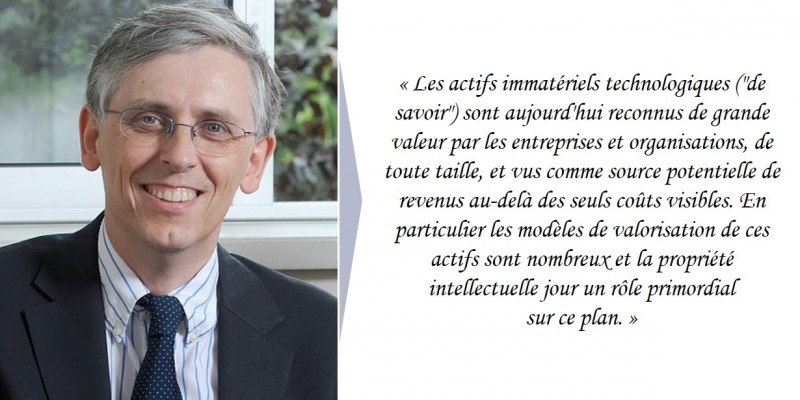 « Les actifs immatériels technologiques ("de
savoir") sont aujourd'hui reconnus de grande
valeur par les entreprises et organisations, de
toute taille, et vus comme source potentielle de
revenus au-delà des seuls coûts visibles. En
particulier les modèles de valorisation de ces
actifs sont nombreux et la propriété
intellectuelle jour un rôle primordial
sur ce plan. »